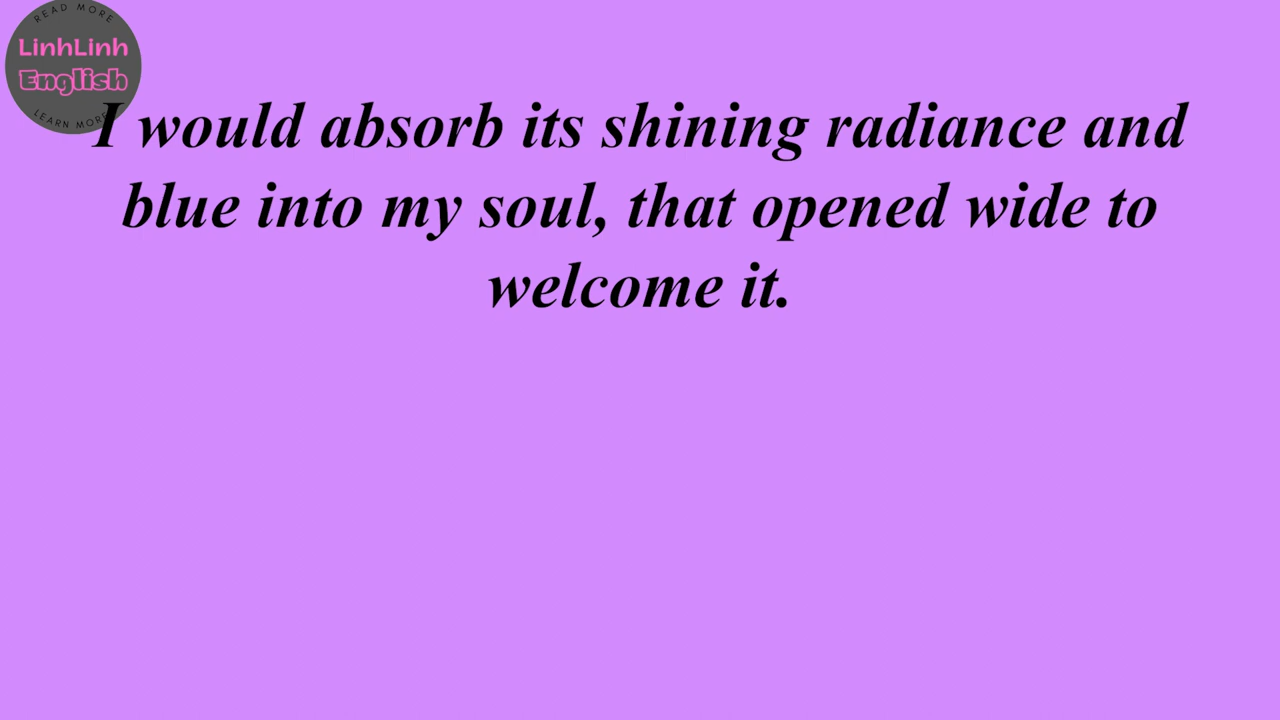 READ MORE
LinhLinh
English
LEARN MORE
I would absorb its shining radiance and
blue into my soul, that opened wide to
welcome it.